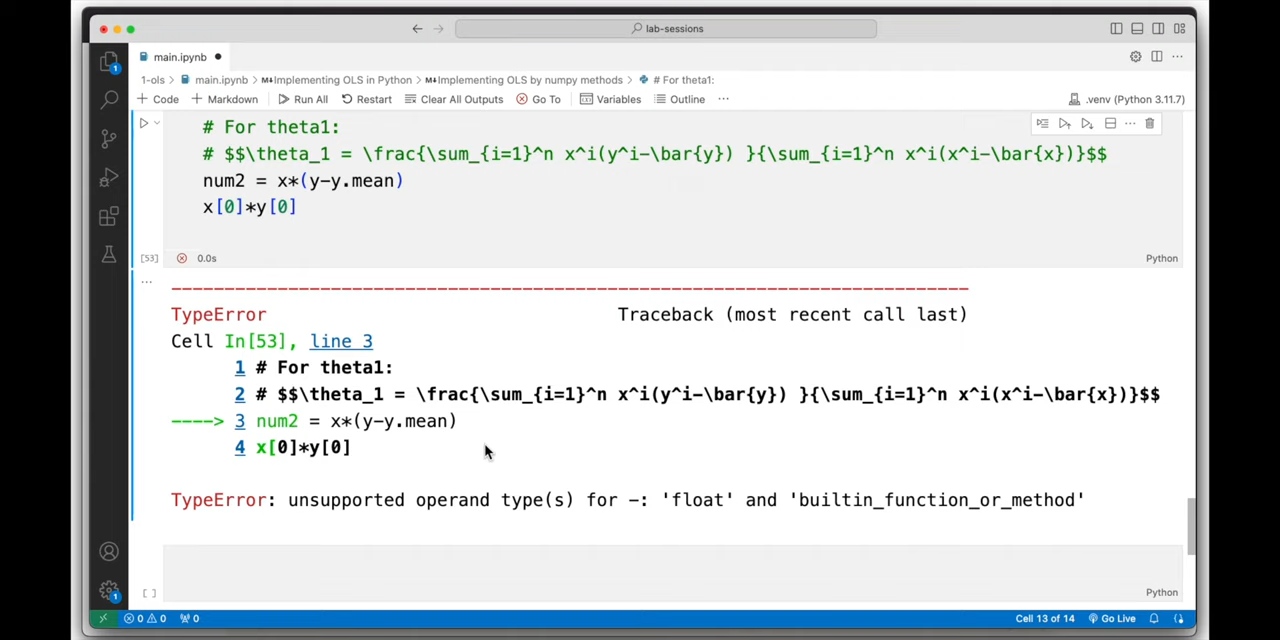 lab-sessions
main.ipynb
1-ols > main.ipynb > Implementing OLS in Python > Implementing OLS by numpy methods > # For theta1:
+ Code + Markdown Run All Restart Clear All Outputs Go To Variables Outline ... .venv (Python 3.11.7)
# For theta1:
# $$\theta_1 = \frac{\sum_{i=1}^n x^i(y^i-\bar{y}) }{\sum_{i=1}^n x^i(x^i-\bar{x})}$$
num2 = x*(y-y.mean)
x[0]*y[0]
[53] 0.0s Python
---------------------------------------------------------------------------
TypeError Traceback (most recent call last)
Cell In[53], line 3
1 # For theta1:
2 # $$\theta_1 = \frac{\sum_{i=1}^n x^i(y^i-\bar{y}) }{\sum_{i=1}^n x^i(x^i-\bar{x})}$$
----> 3 num2 = x*(y-y.mean)
4 x[0]*y[0]
TypeError: unsupported operand type(s) for -: 'float' and 'builtin_function_or_method'
[ ] Python
1
1
0 0 0 Cell 13 of 14 Go Live